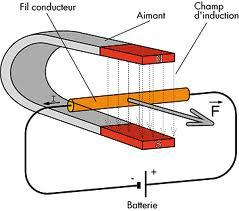 Fil conducteur
Aimant
Champ
d'induction
N
I
F
S
- +
Batterie